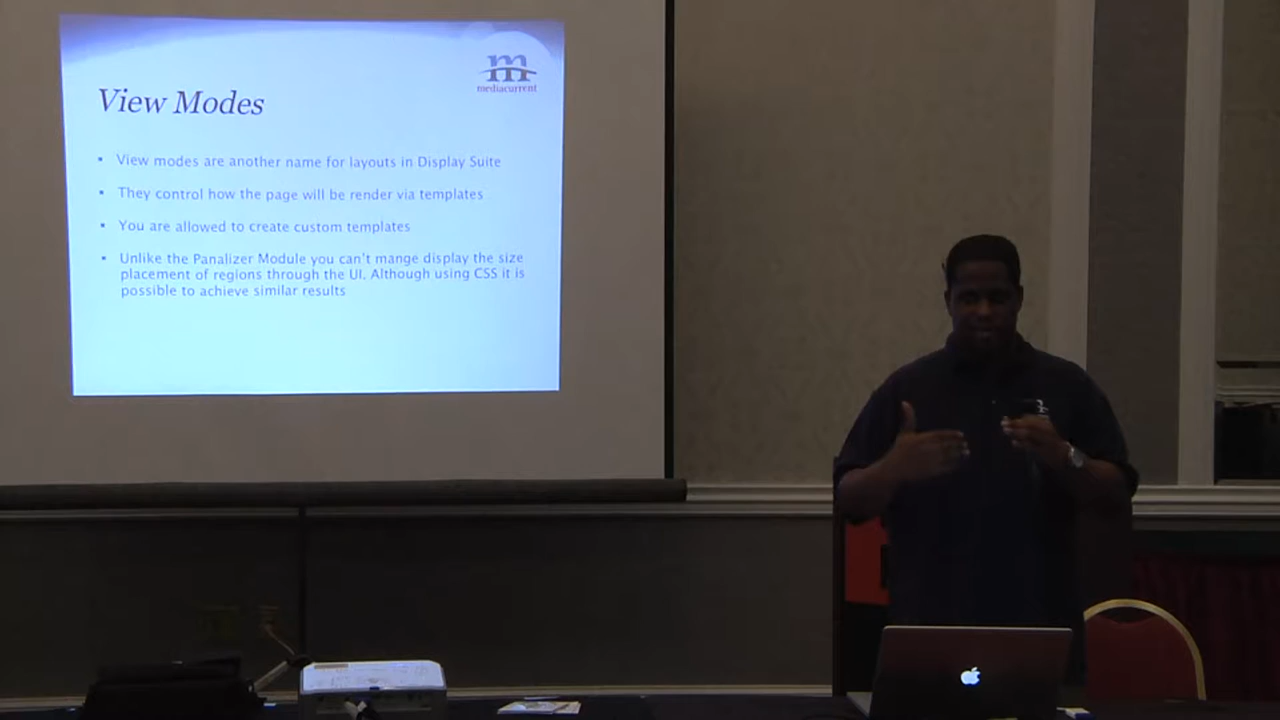 m
mediacurrent
View Modes
▪ View modes are another name for layouts in Display Suite
▪ They control how the page will be render via templates
▪ You are allowed to create custom templates
▪ Unlike the Panalizer Module you can't mange display the size
placement of regions through the UI. Although using CSS it is
possible to achieve similar results